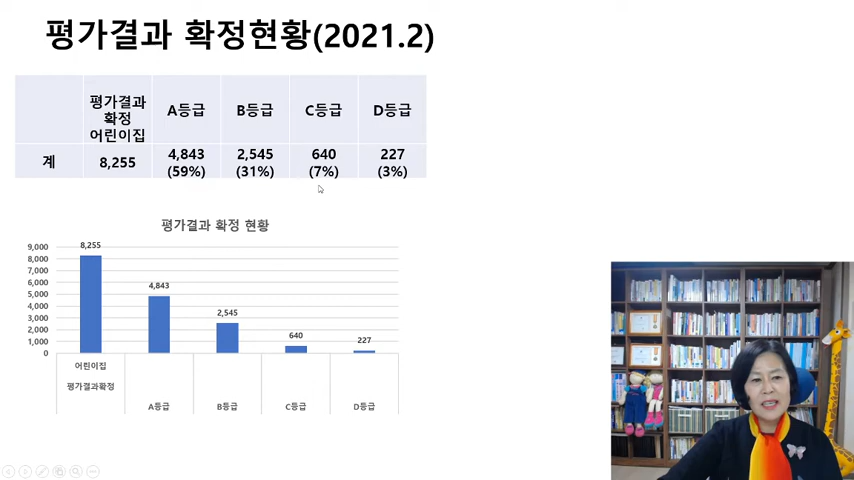 평가결과 확정현황(2021.2)
평가결과
확정
어린이집
A등급
B등급
C등급
D등급
계
8,255
4,843
(59%)
2,545
(31%)
640
(7%)
227
(3%)
평가결과 확정 현황
9,000
8,000
7,000
6,000
5,000
4,000
3,000
2,000
1,000
0
8,255
4,843
2,545
640
227
어린이집
평가결과확정
A등급
B등급
C등급
D등급